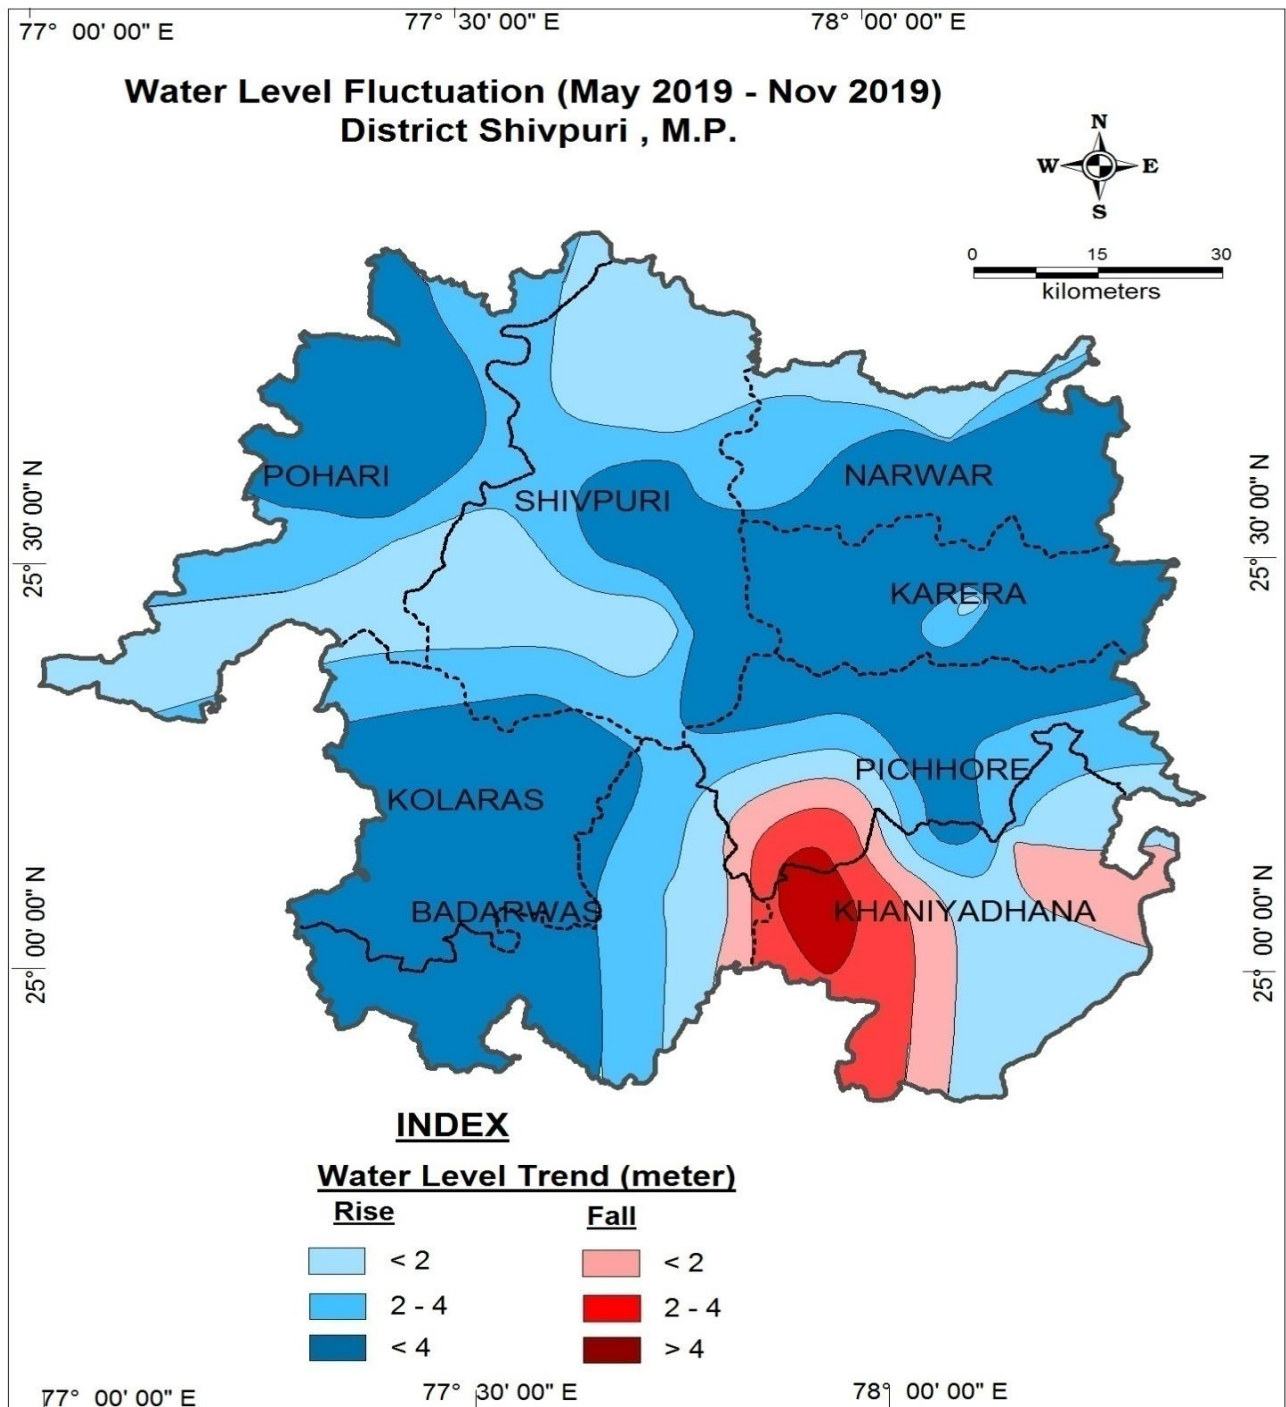 77° 00' 00" E 77° 30' 00" E 78° 00' 00" E
Water Level Fluctuation (May 2019 - Nov 2019)
District Shivpuri , M.P.
N
W E
S
0 15 30
kilometers
25° 30' 00" N
25° 30' 00" N
POHARI
SHIVPURI
NARWAR
KARERA
PICHHORE
KOLARAS
BADARWAS
KHANIYADHANA
25° 00' 00" N
25° 00' 00" N
INDEX
Water Level Trend (meter)
Rise Fall
< 2 < 2
2 - 4 2 - 4
< 4 > 4
77° 00' 00" E 77° 30' 00" E 78° 00' 00" E